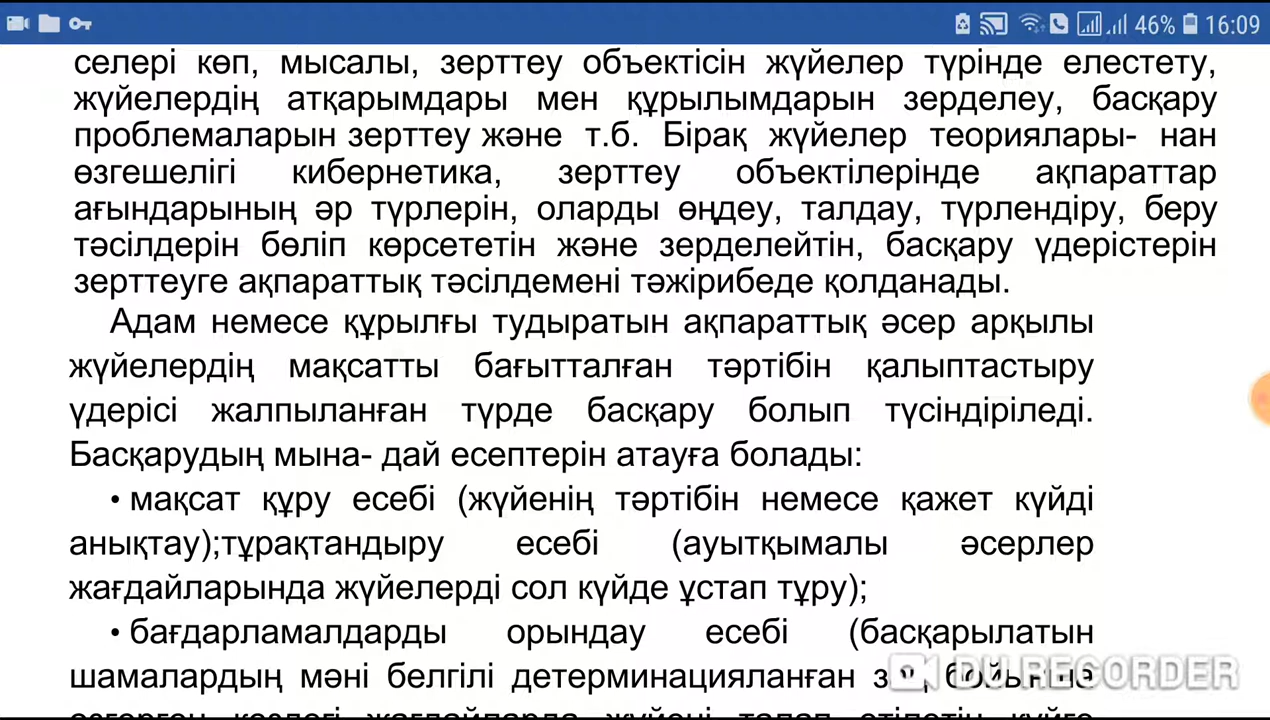 46% 16:09
селері көп, мысалы, зерттеу объектісін жүйелер түрінде елестету,
жүйелердің атқарымдары мен құрылымдарын зерделеу, басқару
проблемаларын зерттеу және т.б. Бірақ жүйелер теориялары- нан
өзгешелігі кибернетика, зерттеу объектілерінде ақпараттар
ағындарының әр түрлерін, оларды өңдеу, талдау, түрлендіру, беру
тәсілдерін бөліп көрсететін және зерделейтін, басқару үдерістерін
зерттеуге ақпараттық тәсілдемені тәжірибеде қолданады.
Адам немесе құрылғы тудыратын ақпараттық әсер арқылы
жүйелердің мақсатты бағытталған тәртібін қалыптастыру
үдерісі жалпыланған түрде басқару болып түсіндіріледі.
Басқарудың мына- дай есептерін атауға болады:
• мақсат құру есебі (жүйенің тәртібін немесе қажет күйді
анықтау);тұрақтандыру есебі (ауытқымалы әсерлер
жағдайларында жүйелерді сол күйде ұстап тұру);
• бағдарламалдарды орындау есебі (басқарылатын
шамалардың мәні белгілі детерминацияланған бойынша
DU RECORDER